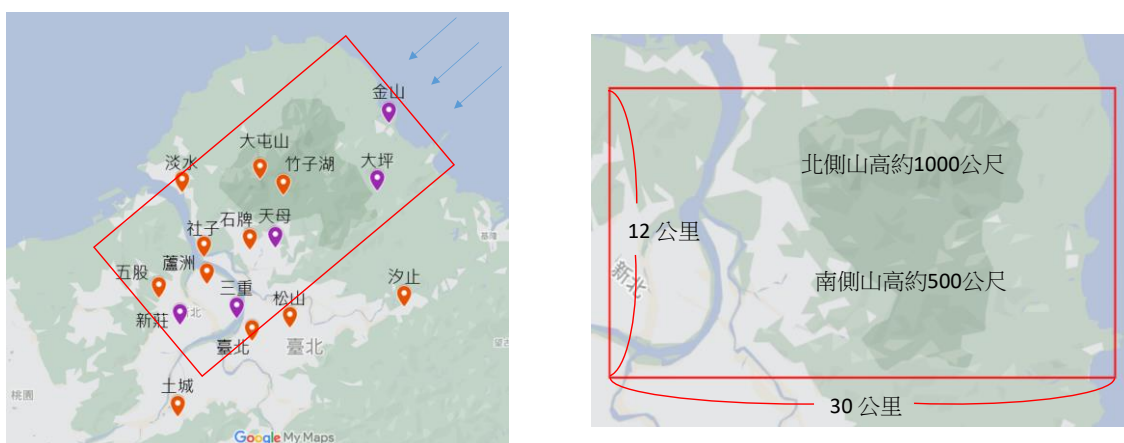 金山
大屯山
淡水
竹子湖
大坪
社子
石牌
天母
五股
蘆洲
三重
汐止
新莊
北
松山
臺北
臺北
土城
桃園
Google My Maps
北側山高約1000公尺
12 公里
新北
南側山高約500公尺
30 公里